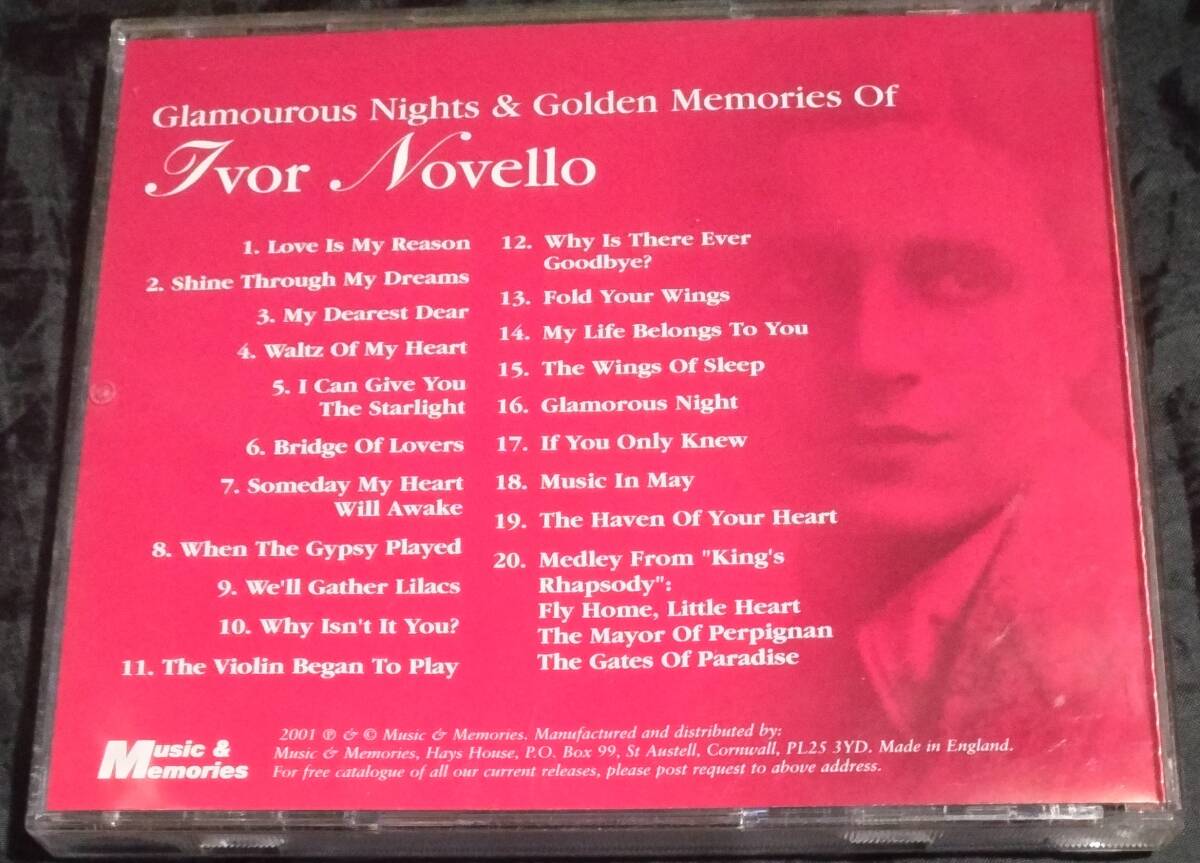 Glamourous Nights & Golden Memories Of
Ivor Novello
1. Love Is My Reason
2. Shine Through My Dreams
3. My Dearest Dear
4. Waltz Of My Heart
5. I Can Give You
The Starlight
6. Bridge Of Lovers
7. Someday My Heart
Will Awake
8. When The Gypsy Played
9. We'll Gather Lilacs
10. Why Isn't It You?
11. The Violin Began To Play
12. Why Is There Ever
Goodbye?
13. Fold Your Wings
14. My Life Belongs To You
15. The Wings Of Sleep
16. Glamorous Night
17. If You Only Knew
18. Music In May
19. The Haven Of Your Heart
20. Medley From "King's
Rhapsody":
Fly Home, Little Heart
The Mayor Of Perpignan
The Gates Of Paradise
Music &
Memories
2001 ℗ & © Music & Memories. Manufactured and distributed by:
Music & Memories, Hays House, P.O. Box 99, St Austell, Cornwall, PL25 3YD. Made in England.
For free catalogue of all our current releases, please post request to above address.